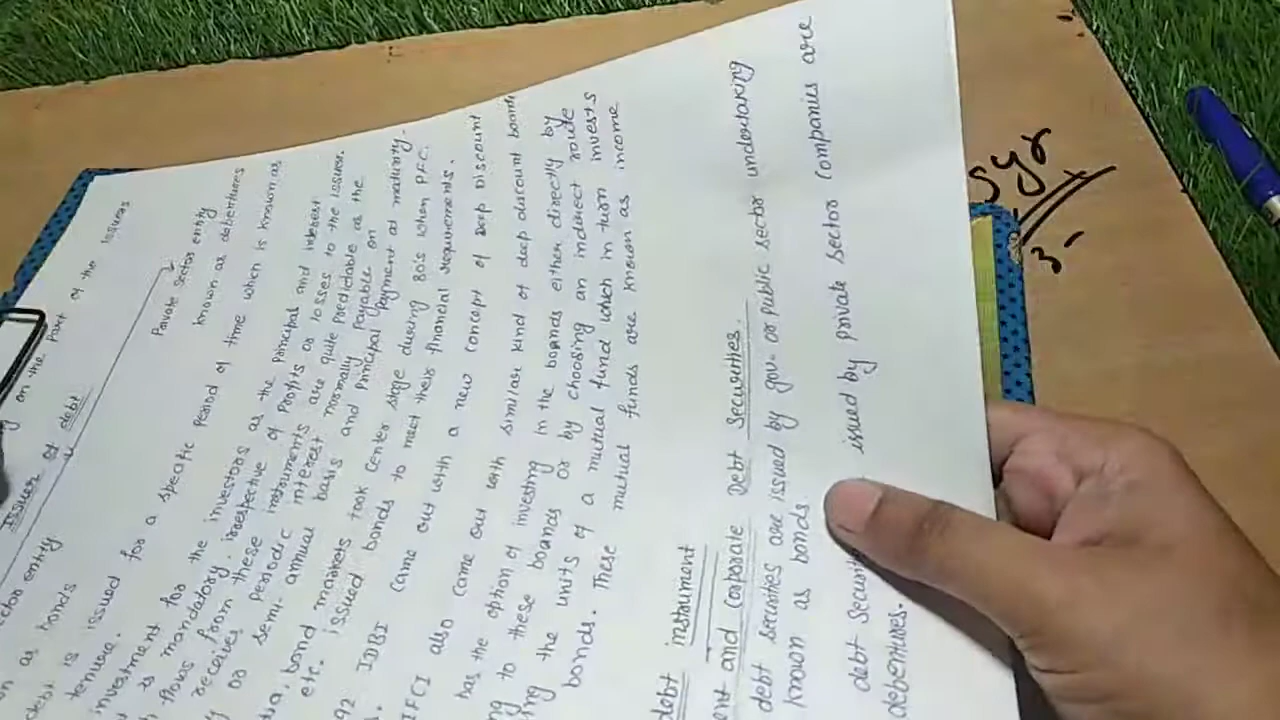 on the part of the issuers
Issuer of debt
Private sector entity
known as debentures
sector entity
as bonds
debt is issued for a specific period of time which is known as
tenure.
investment for the investors as the principal and interest
is mandatory, irrespective of profits or losses to the issuer.
flows from these instruments are quite predictable as the
receives periodic interest normally payable on
or semi-annual basis and principal payment at maturity.
bond markets took center stage during 80's when PFC.
etc. issued bonds to meet their financial requirements.
92 IDBI came out with a new concept of deep discount
IFCI also came out with similar kind of deep discount bonds
has the option of investing in the bonds either directly by
to these boands or by choosing an indirect route
the units of a mutual fund which in turn invests
bonds. These mutual funds are known as income
debt instrument
and corporate Debt Securities.
debt securities are issued by gov. or public sector undertaking
known as bonds.
debt issued by private sector companies are
debentures.
5yr
3-